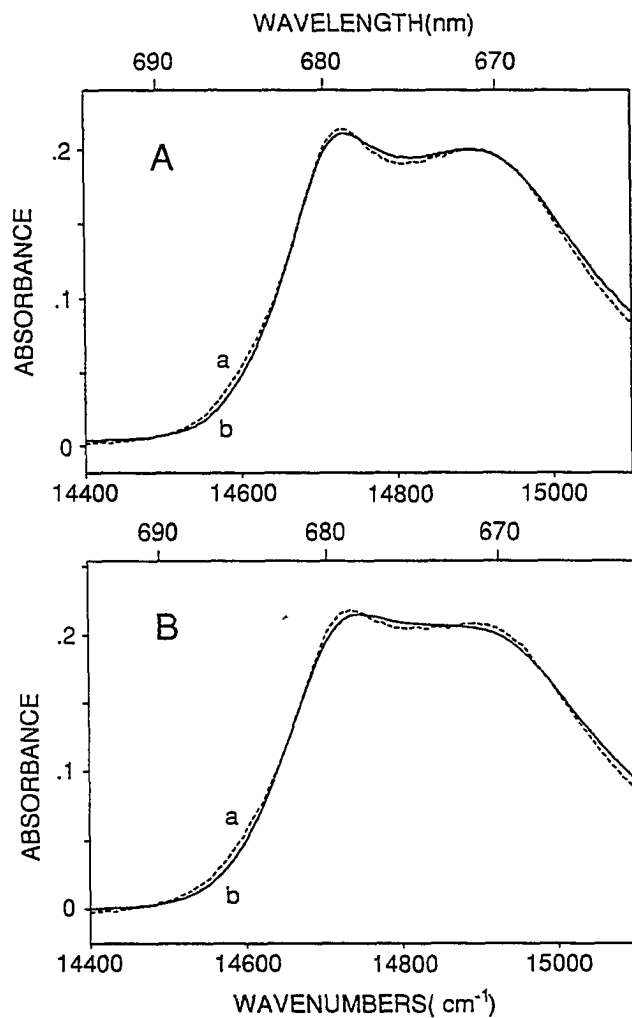 WAVELENGTH(nm)
690 680 670
A
.2
.1
0
ABSORBANCE
a
b
14400 14600 14800 15000
690 680 670
B
.2
.1
0
ABSORBANCE
a
b
14400 14600 14800 15000
WAVENUMBERS( cm⁻¹)